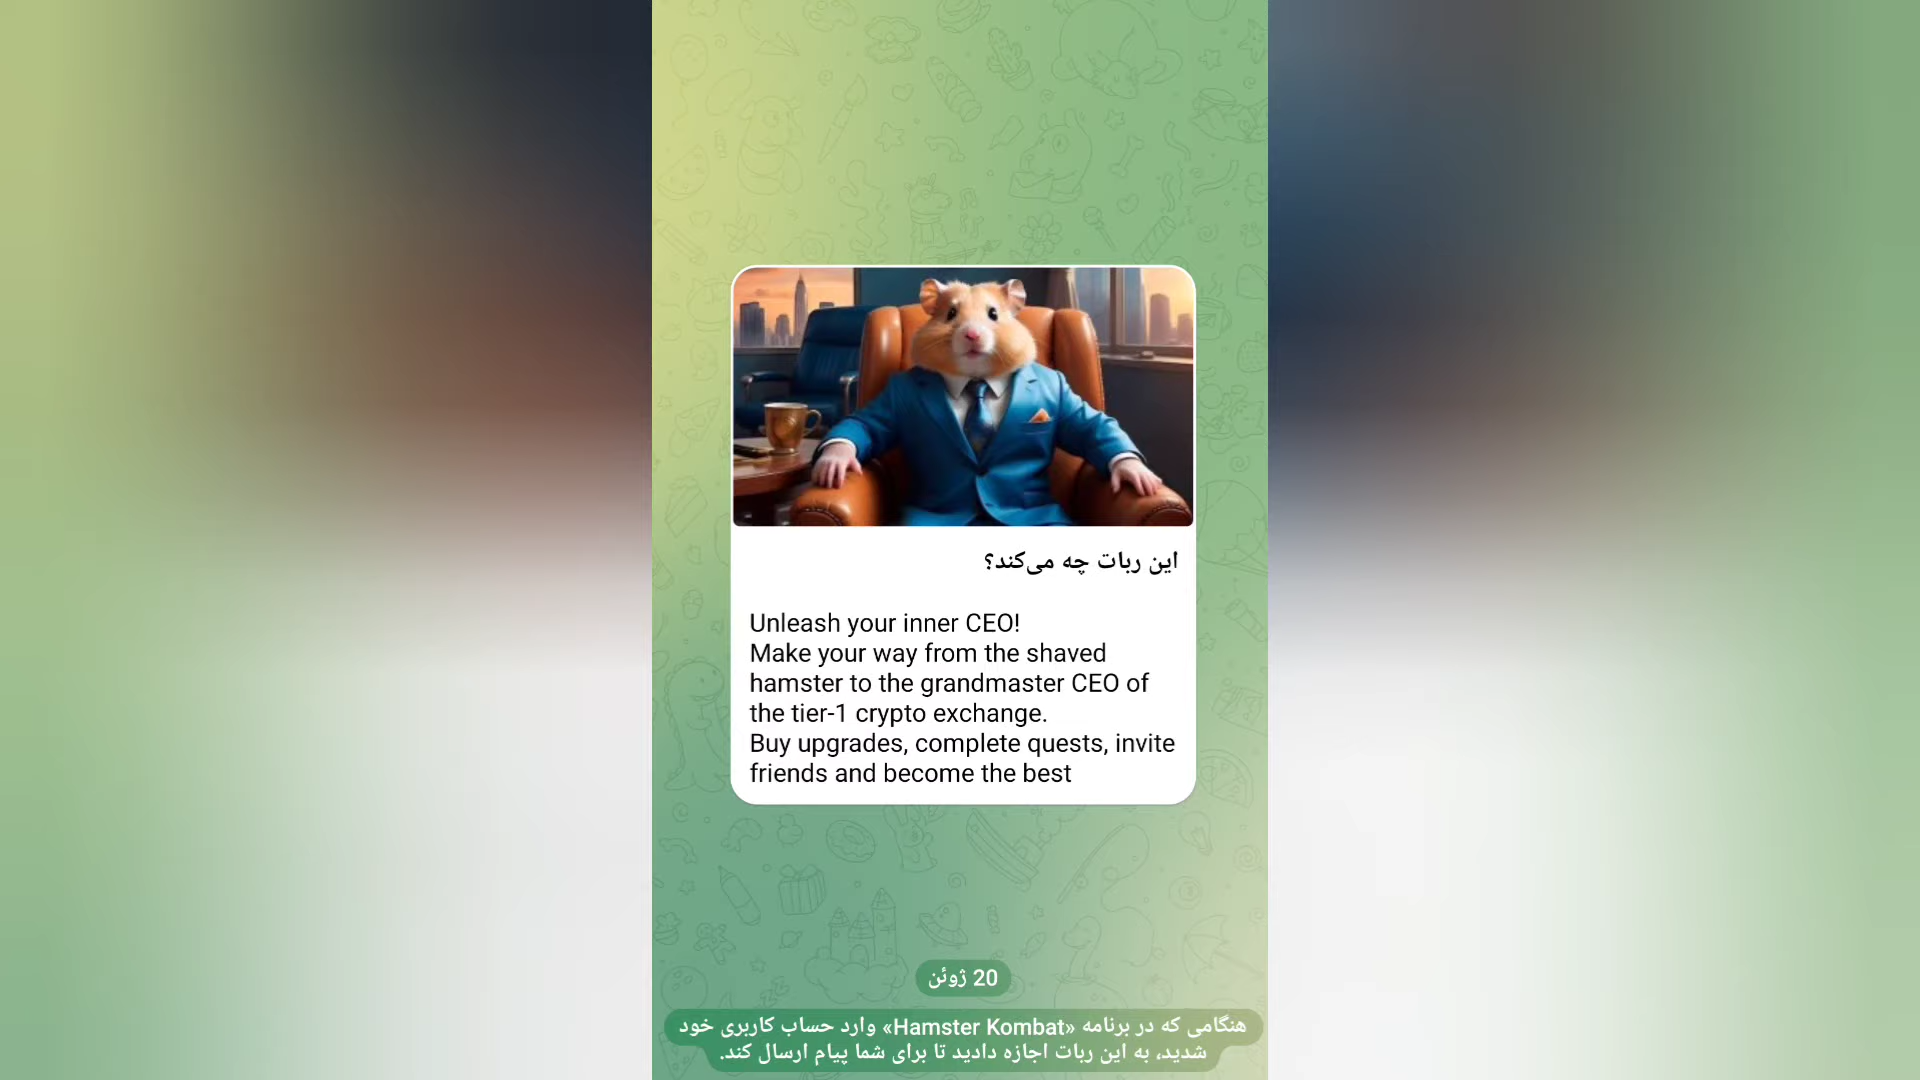 این ربات چه می‌کند؟
Unleash your inner CEO!
Make your way from the shaved
hamster to the grandmaster CEO of
the tier-1 crypto exchange.
Buy upgrades, complete quests, invite
friends and become the best
20 ژوئن
هنگامی که در برنامه «Hamster Kombat» وارد حساب کاربری خود
شدید، به این ربات اجازه دادید تا برای شما پیام ارسال کند.